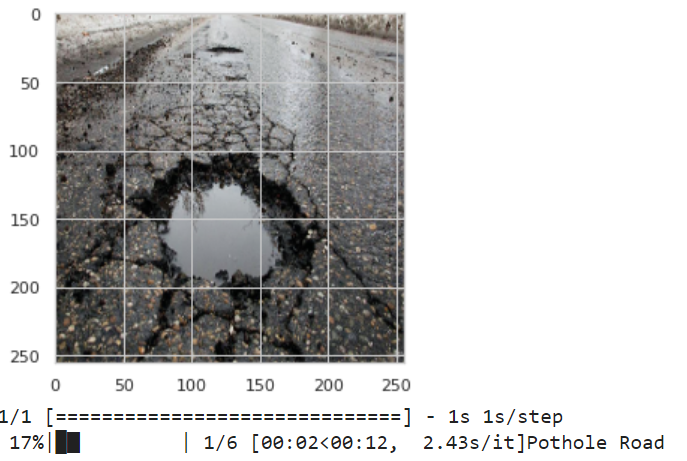 0
50
100
150
200
250
0 50 100 150 200 250
1/1 [==============================] - 1s 1s/step
17%|█▋        | 1/6 [00:02<00:12,  2.43s/it]Pothole Road